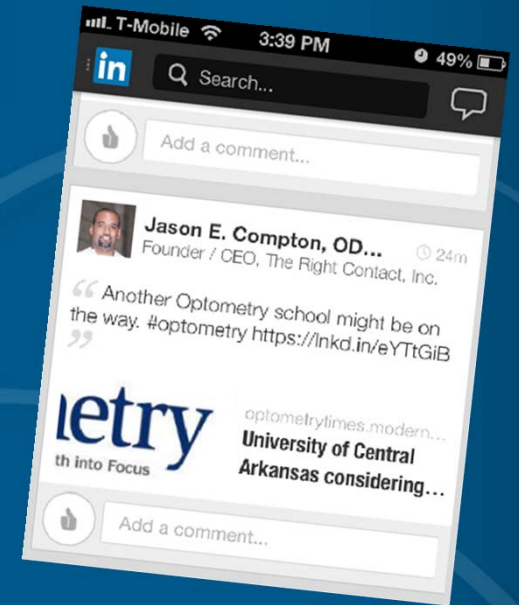 T-Mobile 3:39 PM 49%
in Search...
Add a comment...
Jason E. Compton, OD... 24m
Founder / CEO, The Right Contact, Inc.
“ Another Optometry school might be on
the way. #optometry https://lnkd.in/eYTtGiB
”
optometrytimes.modern...
University of Central
Arkansas considering...
etry
th into Focus
Add a comment...